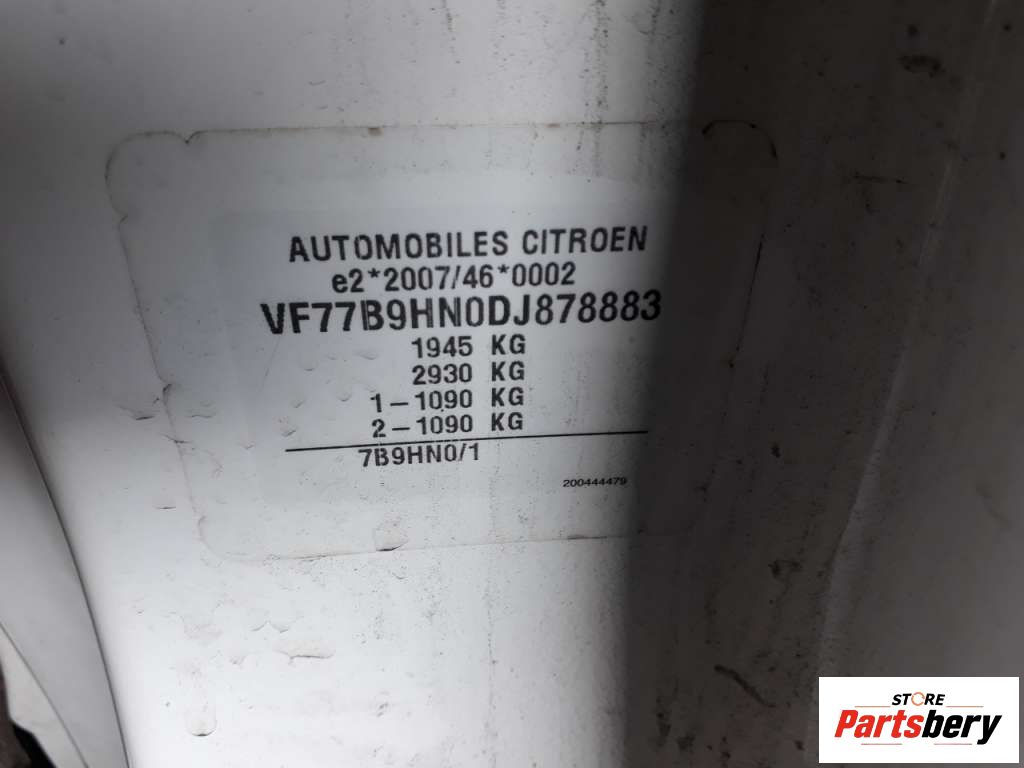 AUTOMOBILES CITROEN
e2*2007/46*0002
VF77B9HN0DJ878883
1945 KG
2930 KG
1-1090 KG
2-1090 KG
7B9HN0/1
200444479
STORE
Partsbery